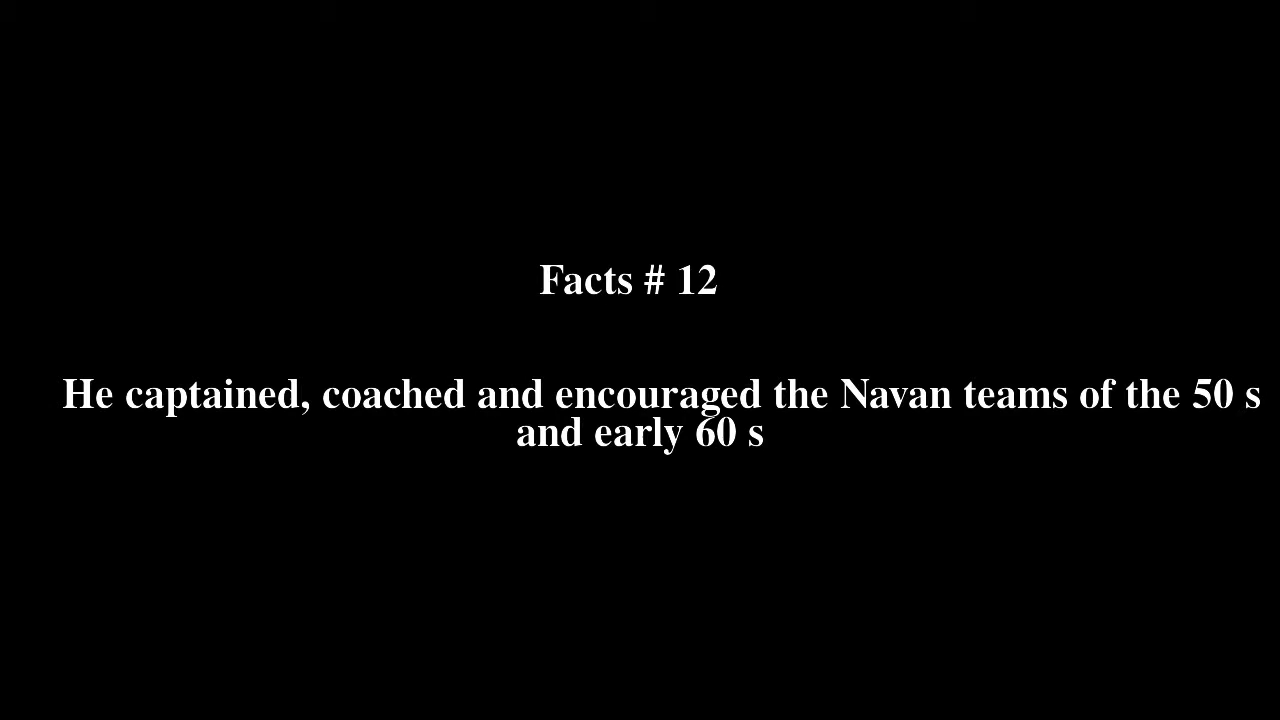 Facts # 12
He captained, coached and encouraged the Navan teams of the 50 s
and early 60 s